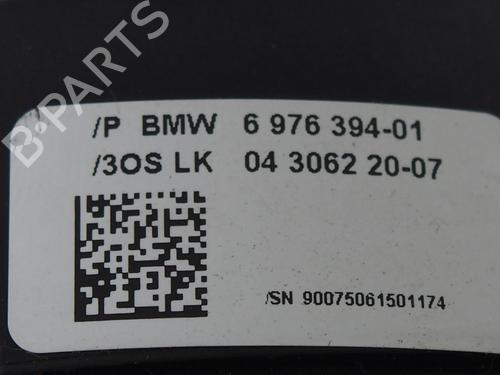 B-PARTS
/P BMW 6 976 394-01
/3OS LK 04 3062 20-07
/SN 90075061501174